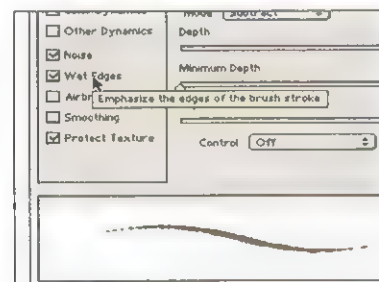 Mode Subtract
Other Dynamics
Depth
Noise
Wet Edges
Minimum Depth
Emphasize the edges of the brush stroke
Smoothing
Protect Texture
Control Off